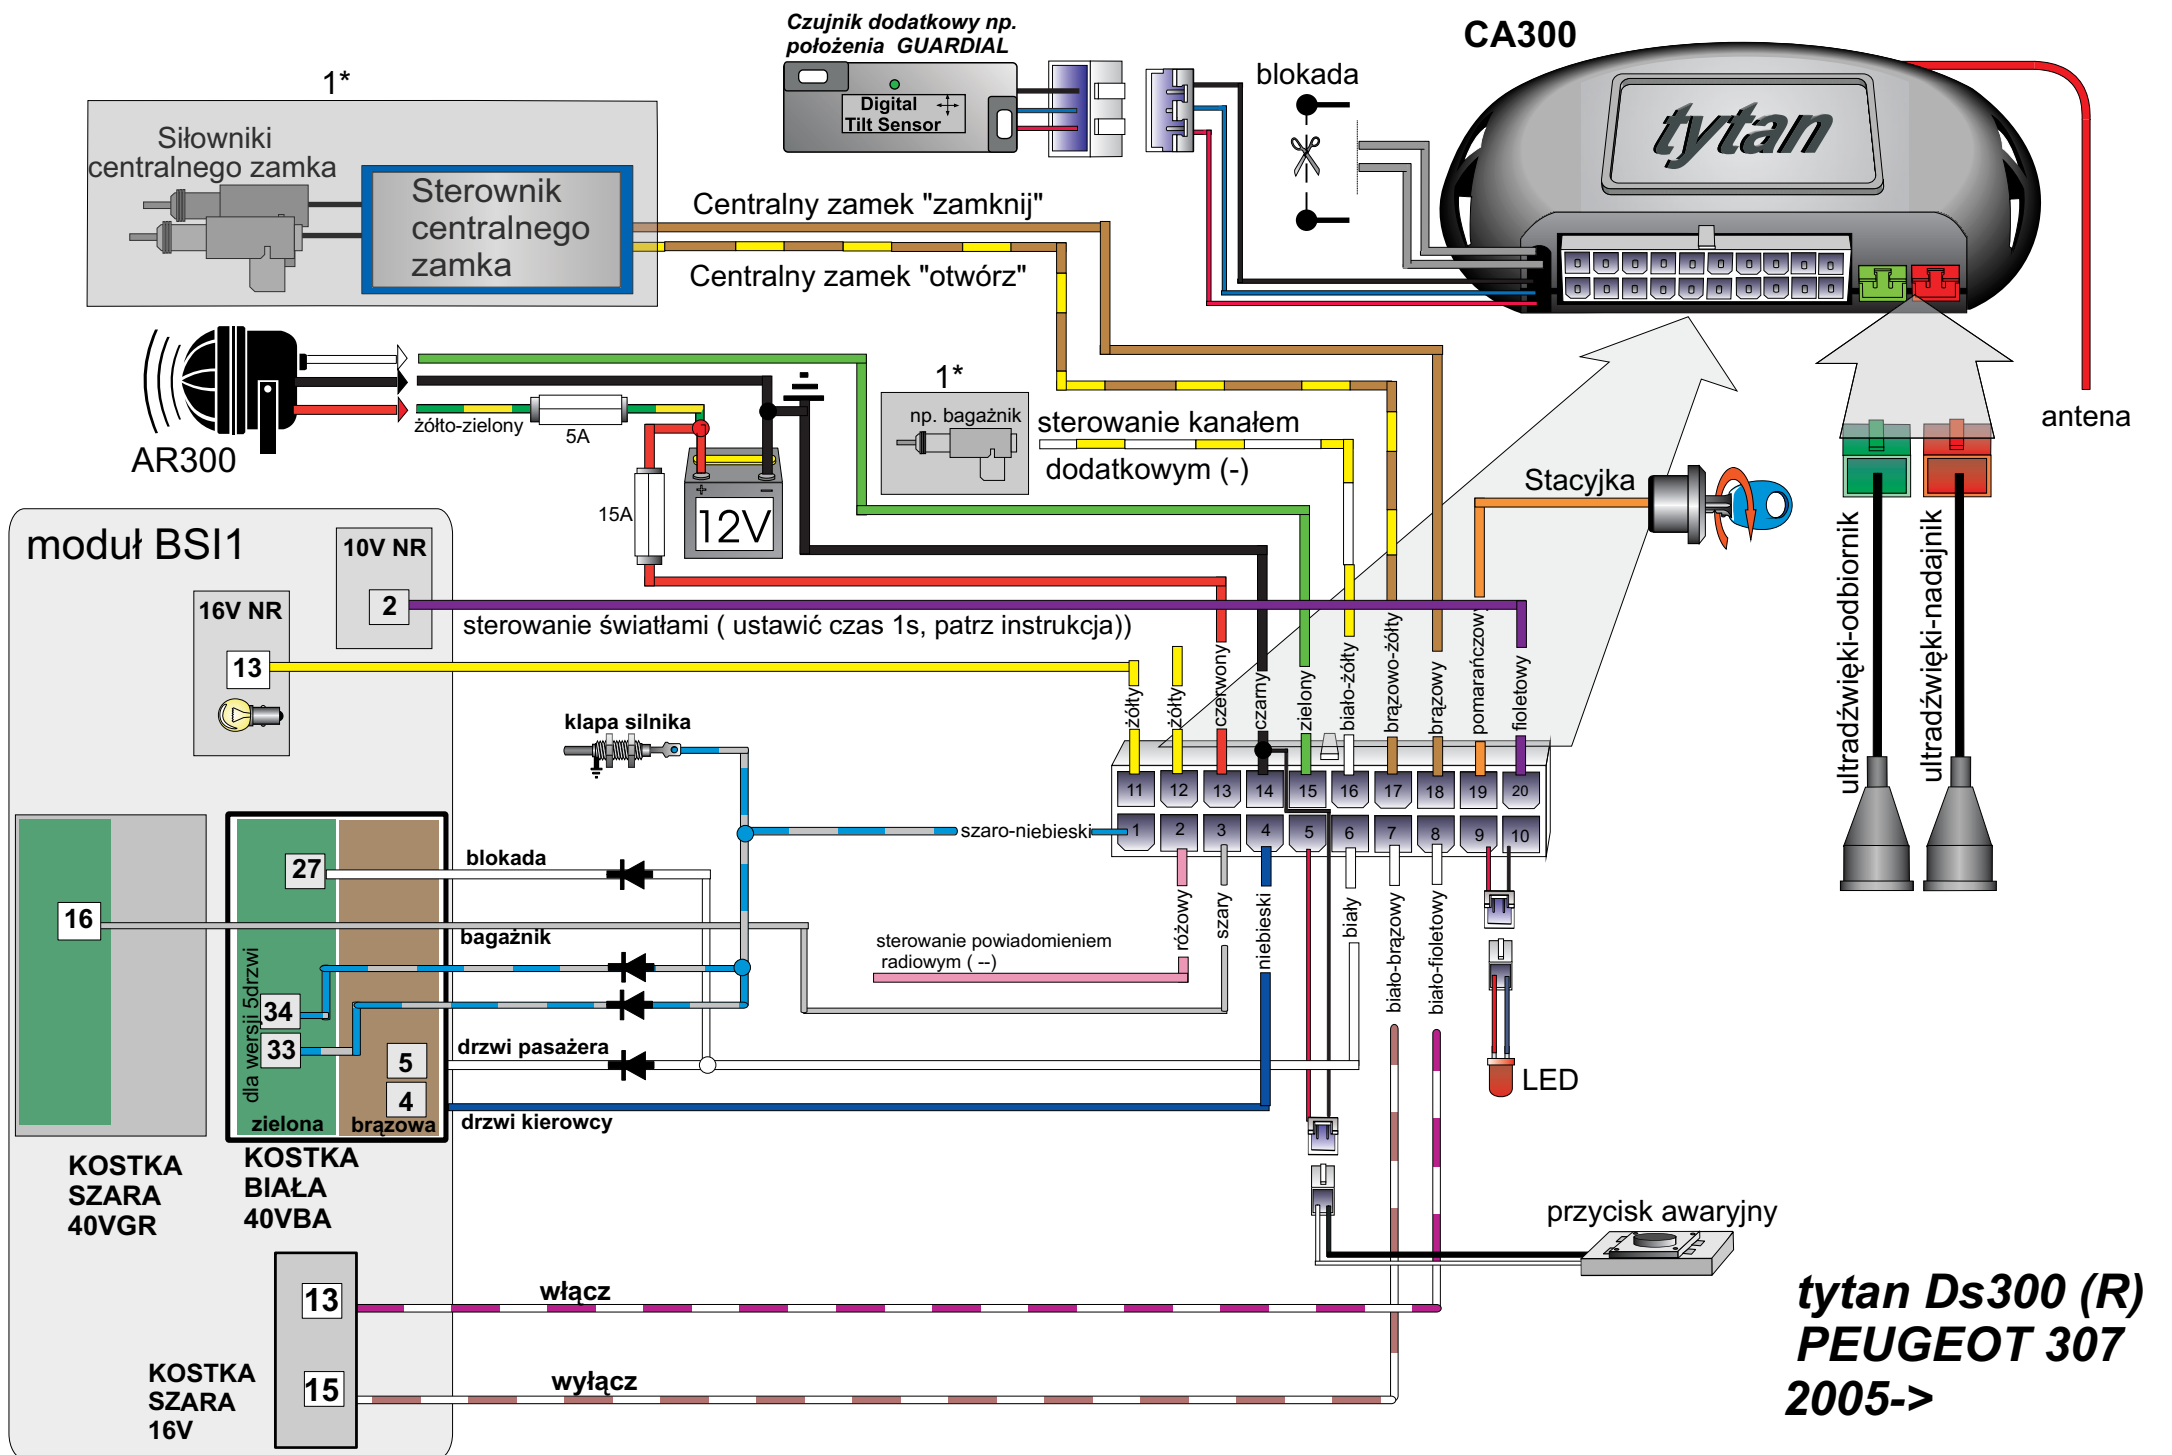 Czujnik dodatkowy np.
położenia GUARDIAL
Digital
Tilt Sensor
blokada
CA300
tytan
antena
1*
Siłowniki
centralnego zamka
Sterownik
centralnego
zamka
Centralny zamek "zamknij"
Centralny zamek "otwórz"
AR300
żółto-zielony
5A
15A
+ –
12V
1*
np. bagażnik
sterowanie kanałem
dodatkowym (-)
Stacyjka
ultradźwięki-odbiornik
ultradźwięki-nadajnik
moduł BSI1
10V NR
2
16V NR
13
sterowanie światłami ( ustawić czas 1s, patrz instrukcja))
żółty
żółty
czerwony
czarny
zielony
biało-żółty
brązowo-żółty
brązowy
pomarańczowy
fioletowy
11 12 13 14 15 16 17 18 19 20
1 2 3 4 5 6 7 8 9 10
klapa silnika
szaro-niebieski
blokada
27
16
bagażnik
dla wersji 5drzwi
34
33
5
4
drzwi pasażera
drzwi kierowcy
zielona
brązowa
sterowanie powiadomieniem
radiowym ( --)
różowy
szary
niebieski
biały
biało-brązowy
biało-fioletowy
LED
KOSTKA
SZARA
40VGR
KOSTKA
BIAŁA
40VBA
przycisk awaryjny
13
włącz
15
wyłącz
KOSTKA
SZARA
16V
tytan Ds300 (R)
PEUGEOT 307
2005->